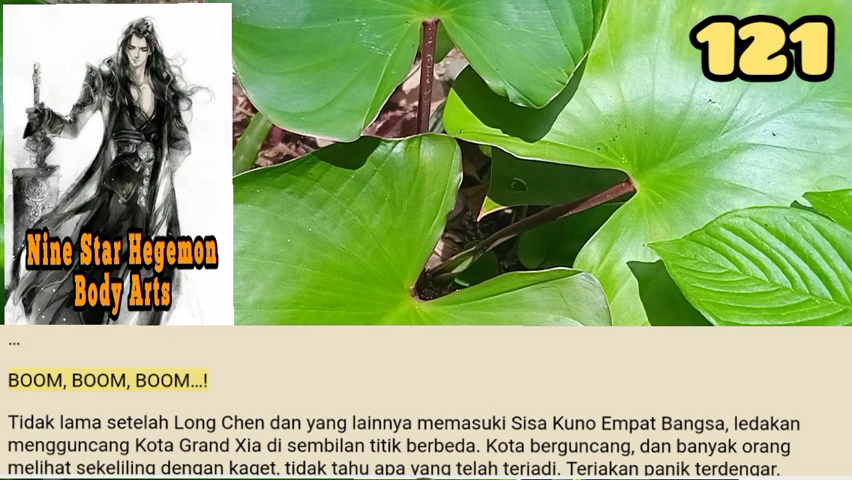 121
Nine Star Hegemon
Body Arts
...
BOOM, BOOM, BOOM...!
Tidak lama setelah Long Chen dan yang lainnya memasuki Sisa Kuno Empat Bangsa, ledakan
mengguncang Kota Grand Xia di sembilan titik berbeda. Kota berguncang, dan banyak orang
melihat sekeliling dengan kaget, tidak tahu apa yang telah terjadi. Teriakan panik terdengar.